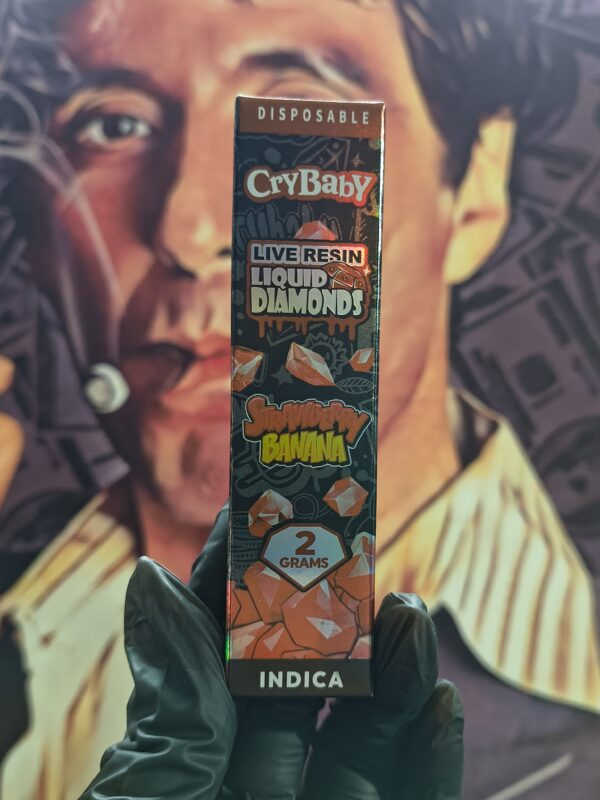 DISPOSABLE
CRYBABY
LIVE RESIN
LIQUID
DIAMONDS
STRAWBERRY
BANANA
2
GRAMS
INDICA